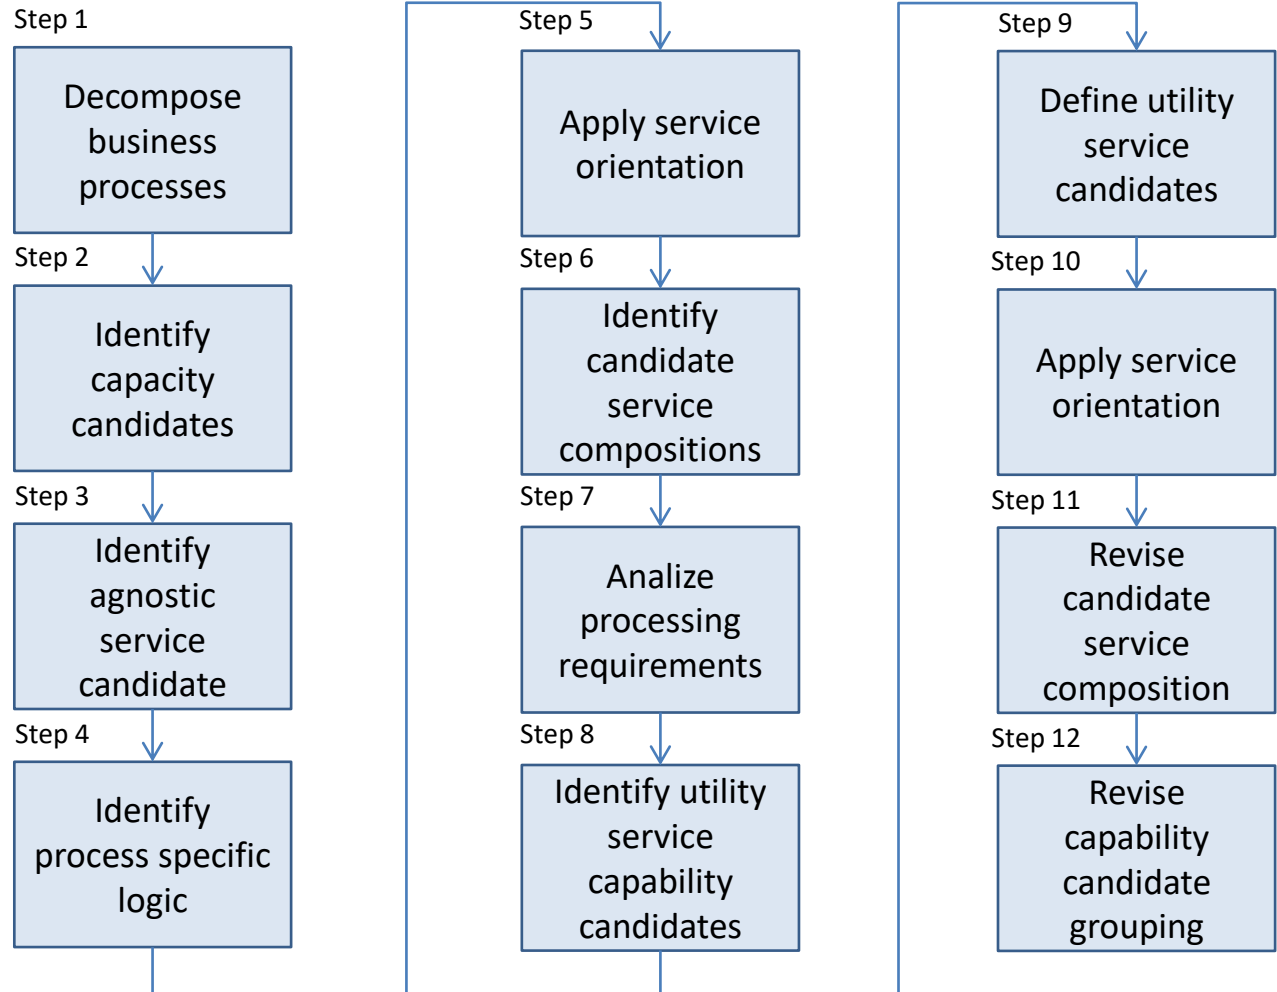 Step 1
Decompose
business
processes
Step 2
Identify
capacity
candidates
Step 3
Identify
agnostic
service
candidate
Step 4
Identify
process specific
logic
Step 5
Apply service
orientation
Step 6
Identify
candidate
service
compositions
Step 7
Analize
processing
requirements
Step 8
Identify utility
service
capability
candidates
Step 9
Define utility
service
candidates
Step 10
Apply service
orientation
Step 11
Revise
candidate
service
composition
Step 12
Revise
capability
candidate
grouping